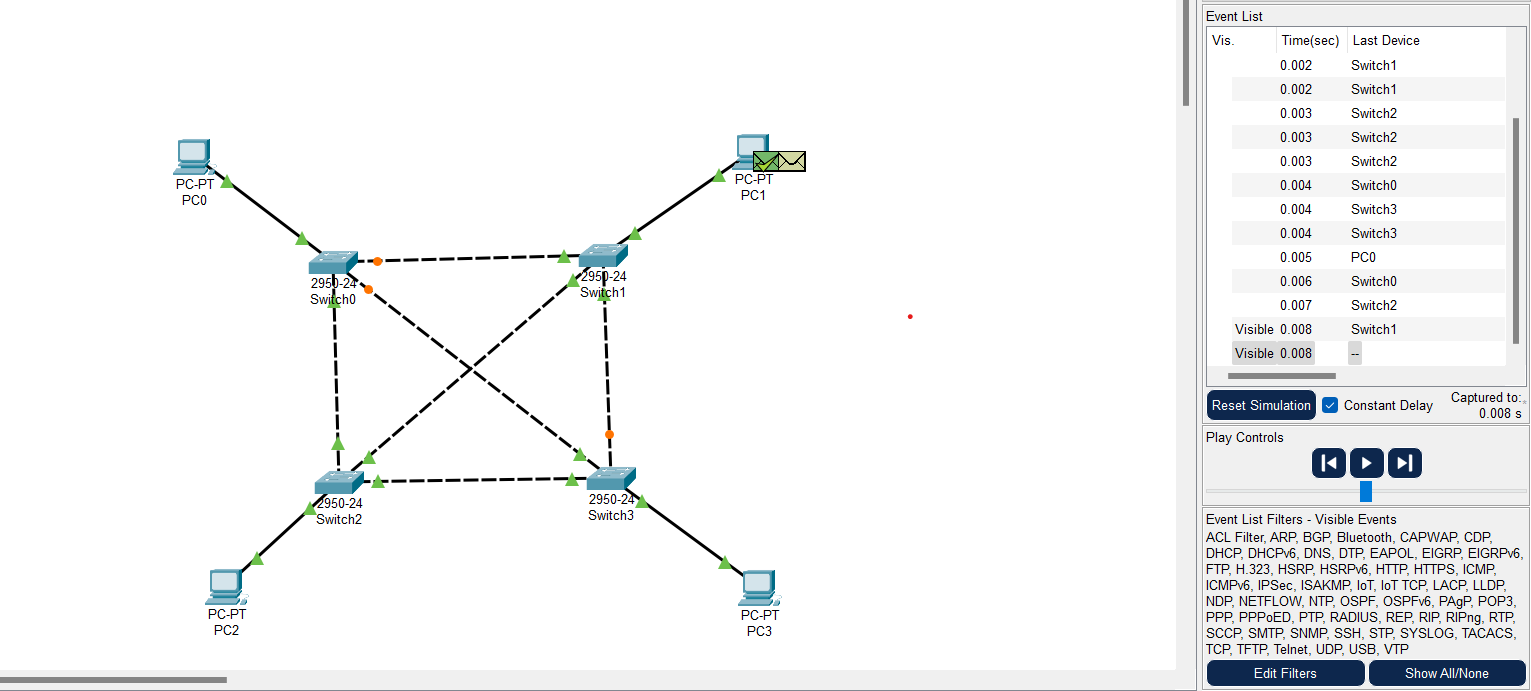 PC-PT
PC0
PC-PT
PC1
2950-24
Switch0
2950-24
Switch1
2950-24
Switch2
2950-24
Switch3
PC-PT
PC2
PC-PT
PC3
Event List
Vis. Time(sec) Last Device
0.002 Switch1
0.002 Switch1
0.003 Switch2
0.003 Switch2
0.003 Switch2
0.004 Switch0
0.004 Switch3
0.004 Switch3
0.005 PC0
0.006 Switch0
0.007 Switch2
Visible 0.008 Switch1
Visible 0.008 --
Reset Simulation Constant Delay Captured to:
0.008 s
Play Controls
Event List Filters - Visible Events
ACL Filter, ARP, BGP, Bluetooth, CAPWAP, CDP,
DHCP, DHCPv6, DNS, DTP, EAPOL, EIGRP, EIGRPv6,
FTP, H.323, HSRP, HSRPv6, HTTP, HTTPS, ICMP,
ICMPv6, IPSec, ISAKMP, IoT, IoT TCP, LACP, LLDP,
NDP, NETFLOW, NTP, OSPF, OSPFv6, PAgP, POP3,
PPP, PPPoED, PTP, RADIUS, REP, RIP, RIPng, RTP,
SCCP, SMTP, SNMP, SSH, STP, SYSLOG, TACACS,
TCP, TFTP, Telnet, UDP, USB, VTP
Edit Filters Show All/None